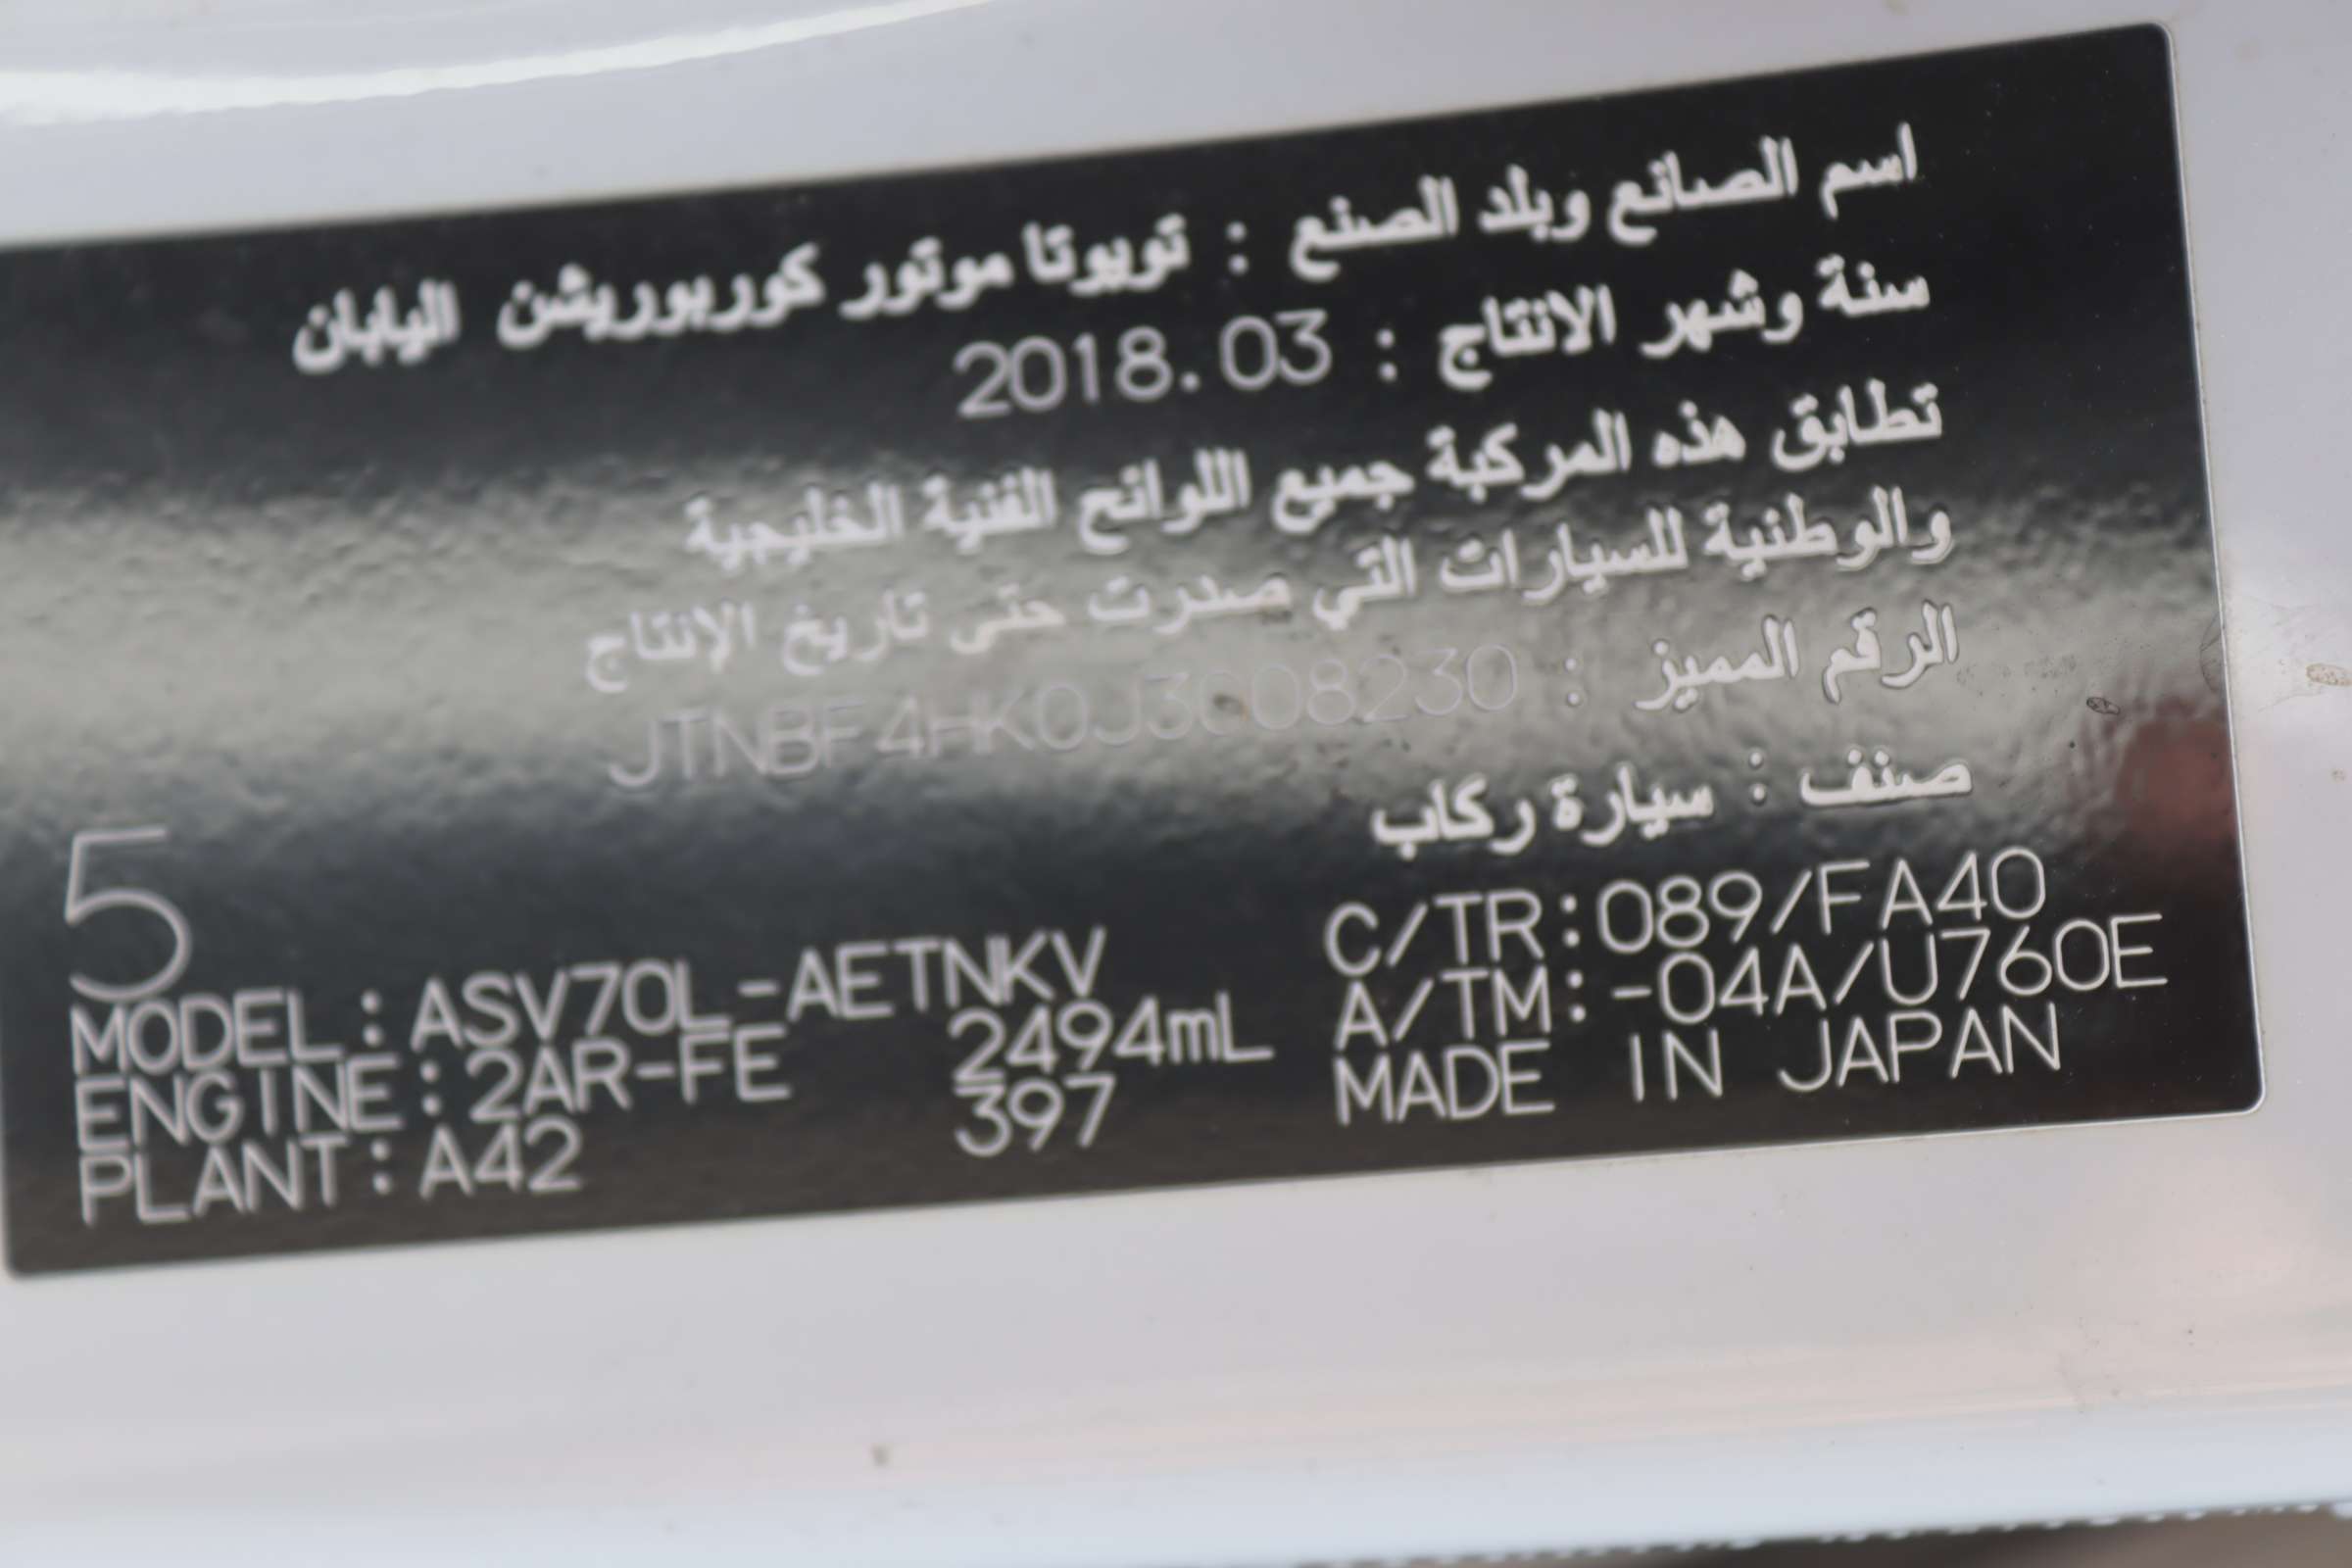 اسم الصانع وبلد الصنع : تويوتا موتور كوربوريشن اليابان
سنة وشهر الانتاج : 2018.03
تطابق هذه المركبة جميع اللوائح الفنية الخليجية
والوطنية للسيارات التي صدرت حتى تاريخ الإنتاج
الرقم المميز : JTNBF4HK0J3008230
صنف : سيارة ركاب
5
C/TR:089/FA40
MODEL:ASV70L-AETNKV
A/TM:-04A/U760E
ENGINE:2AR-FE 2494mL
MADE IN JAPAN
PLANT:A42 397